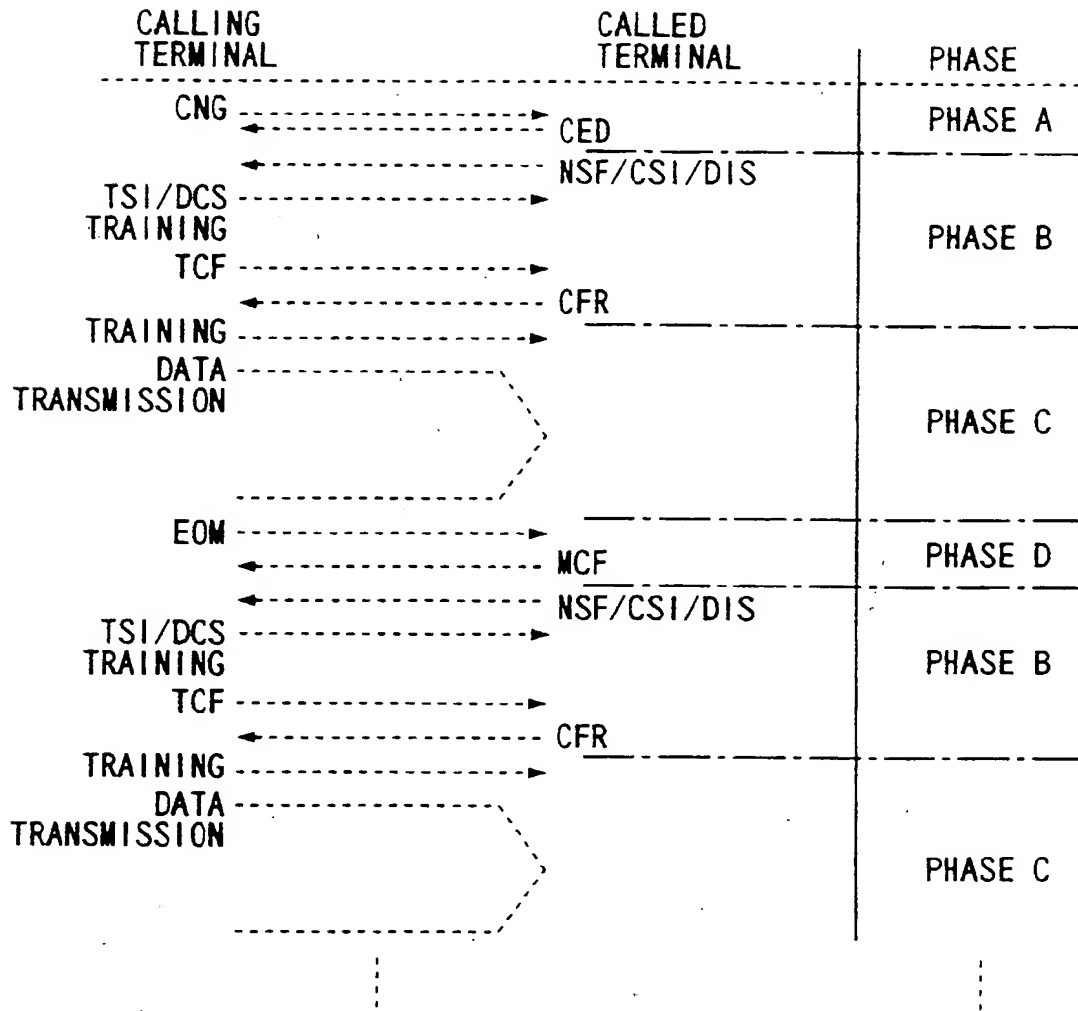 CALLING TERMINAL
CALLED TERMINAL
PHASE
CNG
CED
PHASE A
NSF/CSI/DIS
TSI/DCS
TRAINING
PHASE B
TCF
CFR
TRAINING
DATA
TRANSMISSION
PHASE C
EOM
MCF
PHASE D
NSF/CSI/DIS
TSI/DCS
TRAINING
PHASE B
TCF
CFR
TRAINING
DATA
TRANSMISSION
PHASE C